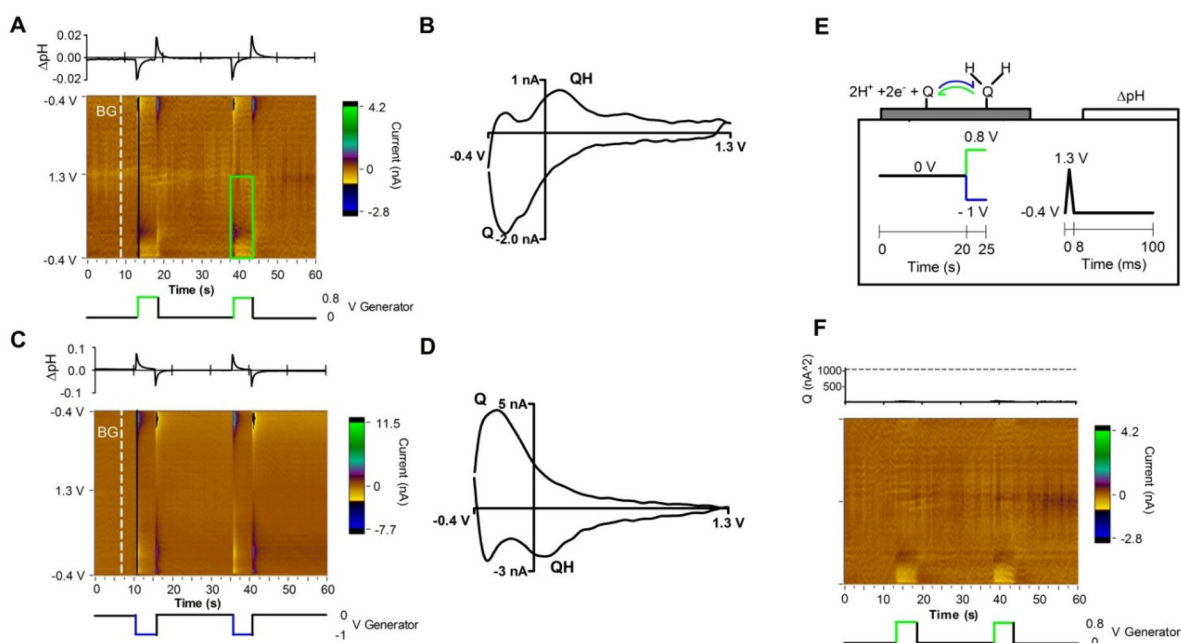 A
ΔpH
0.02
0.00
-0.02
-0.4 V
BG
1.3 V
-0.4 V
4.2
0
-2.8
Current (nA)
0 10 20 30 40 50 60
Time (s)
0.8
0
V Generator
B
1 nA
QH
-0.4 V
1.3 V
Q
-2.0 nA
C
ΔpH
0.1
0.0
-0.1
-0.4 V
BG
1.3 V
-0.4 V
11.5
0
-7.7
Current (nA)
0 10 20 30 40 50 60
Time (s)
0
-1
V Generator
D
Q
5 nA
-0.4 V
1.3 V
-3 nA
QH
E
H H
2H⁺ +2e⁻ + Q
Q
ΔpH
0.8 V
0 V
- 1 V
0 20 25
Time (s)
1.3 V
-0.4 V
0 8 100
Time (ms)
F
Q (nA^2)
1000
500
4.2
0
-2.8
Current (nA)
0 10 20 30 40 50 60
Time (s)
0.8
0
V Generator